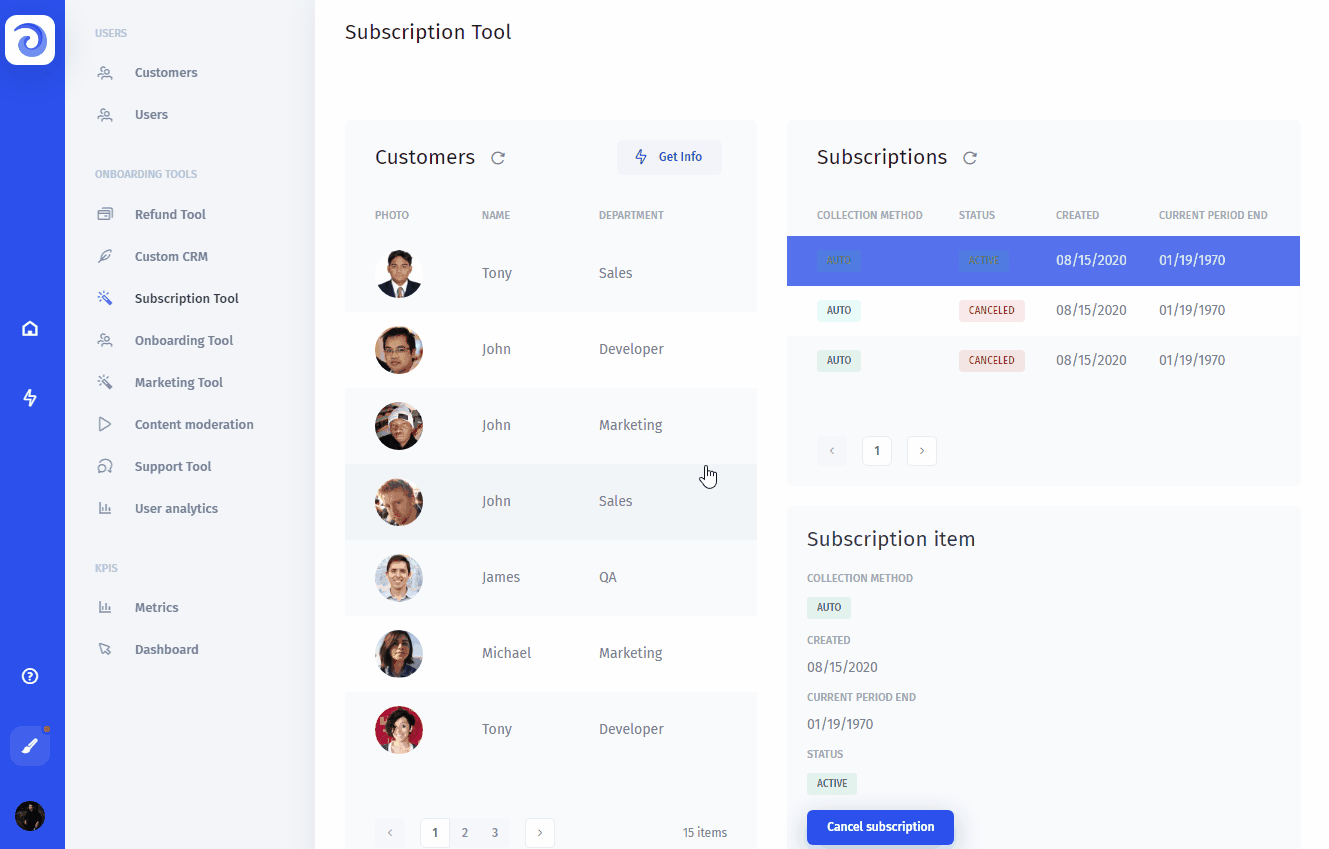 USERS
Customers
Users
ONBOARDING TOOLS
Refund Tool
Custom CRM
Subscription Tool
Onboarding Tool
Marketing Tool
Content moderation
Support Tool
User analytics
KPIS
Metrics
Dashboard
Subscription Tool
Customers
Get Info
PHOTO NAME DEPARTMENT
Tony Sales
John Developer
John Marketing
John Sales
James QA
Michael Marketing
Tony Developer
1 2 3 15 items
Subscriptions
COLLECTION METHOD STATUS CREATED CURRENT PERIOD END
AUTO ACTIVE 08/15/2020 01/19/1970
AUTO CANCELED 08/15/2020 01/19/1970
AUTO CANCELED 08/15/2020 01/19/1970
1
Subscription item
COLLECTION METHOD
AUTO
CREATED
08/15/2020
CURRENT PERIOD END
01/19/1970
STATUS
ACTIVE
Cancel subscription